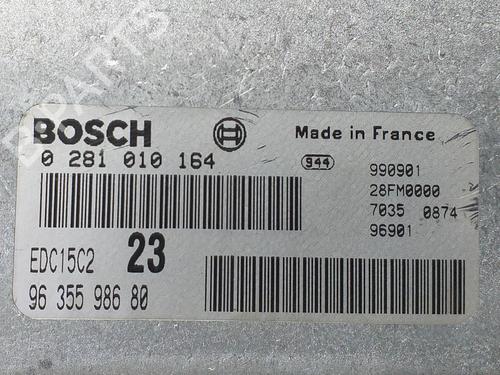 BOSCH
Made in France
0 281 010 164
944
990901
28FM0000
7035 0874
96901
EDC15C2 23
96 355 986 80